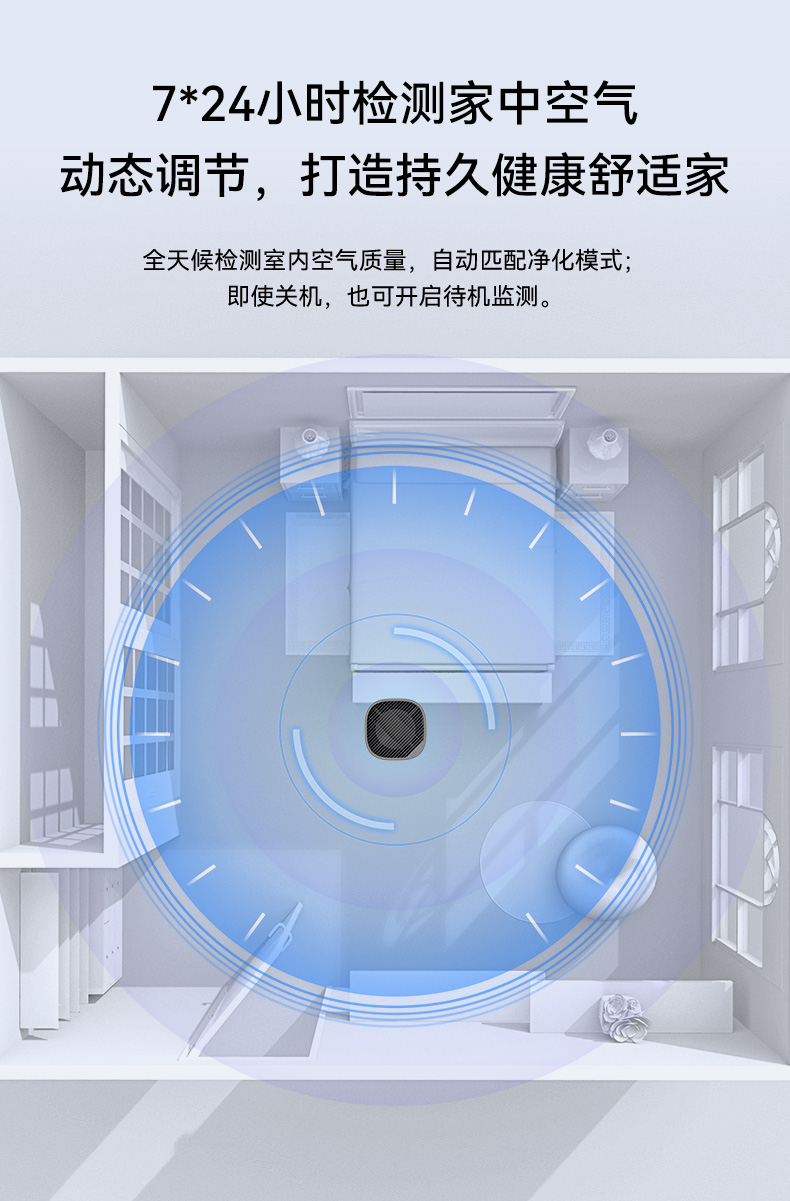 7*24小时检测家中空气
动态调节，打造持久健康舒适家
全天候检测室内空气质量，自动匹配净化模式；
即使关机，也可开启待机监测。